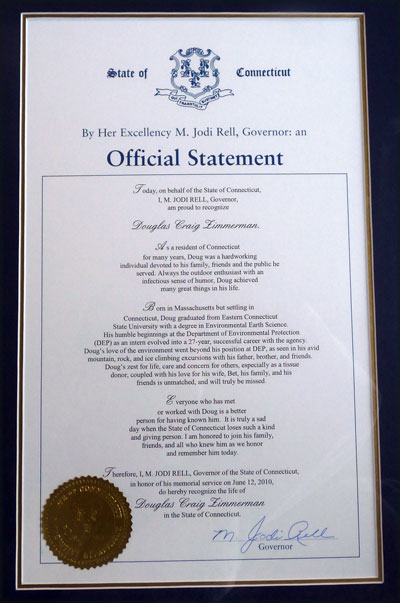 State of Connecticut
QUI TRANSTULIT SUSTINET
By Her Excellency M. Jodi Rell, Governor: an
Official Statement
Today, on behalf of the State of Connecticut,
I, M. JODI RELL, Governor,
am proud to recognize
Douglas Craig Zimmerman.
As a resident of Connecticut
for many years, Doug was a hardworking
individual devoted to his family, friends and the public he
served. Always the outdoor enthusiast with an
infectious sense of humor, Doug achieved
many great things in his life.
Born in Massachusetts but settling in
Connecticut, Doug graduated from Eastern Connecticut
State University with a degree in Environmental Earth Science.
His humble beginnings at the Department of Environmental Protection
(DEP) as an intern evolved into a 27-year, successful career with the agency.
Doug's love of the environment went beyond his position at DEP, as seen in his avid
mountain, rock, and ice climbing excursions with his father, brother, and friends.
Doug's zest for life, care and concern for others, especially as a tissue
donor, coupled with his love for his wife, Bet, his family, and his
friends is unmatched, and will truly be missed.
Everyone who has met
or worked with Doug is a better
person for having known him. It is truly a sad
day when the State of Connecticut loses such a kind
and giving person. I am honored to join his family,
friends, and all who knew him as we honor
and remember him today.
Therefore, I, M. JODI RELL, Governor of the State of Connecticut,
in honor of his memorial service on June 12, 2010,
do hereby recognize the life of
Douglas Craig Zimmerman
in the State of Connecticut.
M. Jodi Rell
Governor